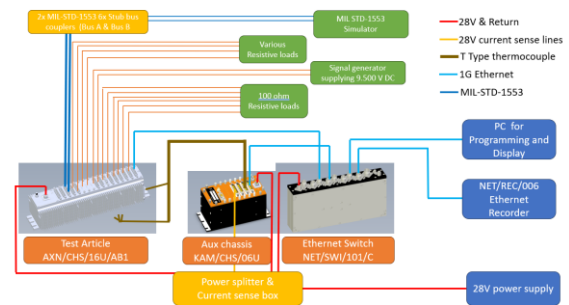 2x MIL-STD-1553 6x Stub bus
couplers (Bus A & Bus B
MIL STD-1553
Simulator
Various
Resistive loads
Signal generator
supplying 9.500 V DC
100 ohm
Resistive loads
28V & Return
28V current sense lines
T Type thermocouple
1G Ethernet
MIL-STD-1553
PC for
Programming and
Display
NET/REC/006
Ethernet
Recorder
Test Article
AXN/CHS/16U/AB1
Aux chassis
KAM/CHS/06U
Ethernet Switch
NET/SWI/101/C
Power splitter &
Current sense box
28V power supply